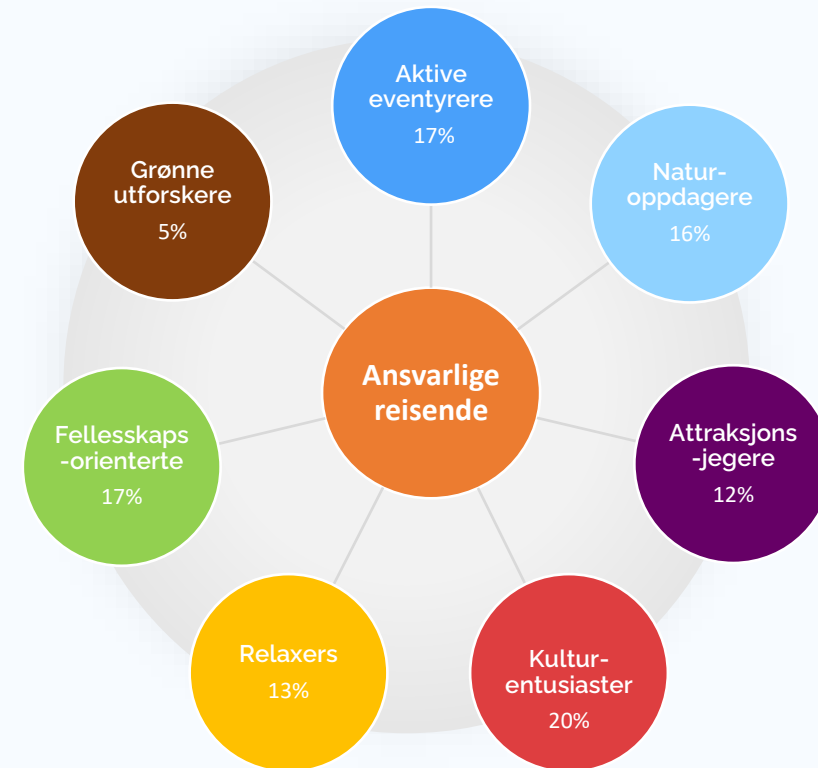 Aktive
eventyrere
17%
Natur-
oppdagere
16%
Attraksjons
-jegere
12%
Kultur-
entusiaster
20%
Relaxers
13%
Fellesskaps
-orienterte
17%
Grønne
utforskere
5%
Ansvarlige
reisende